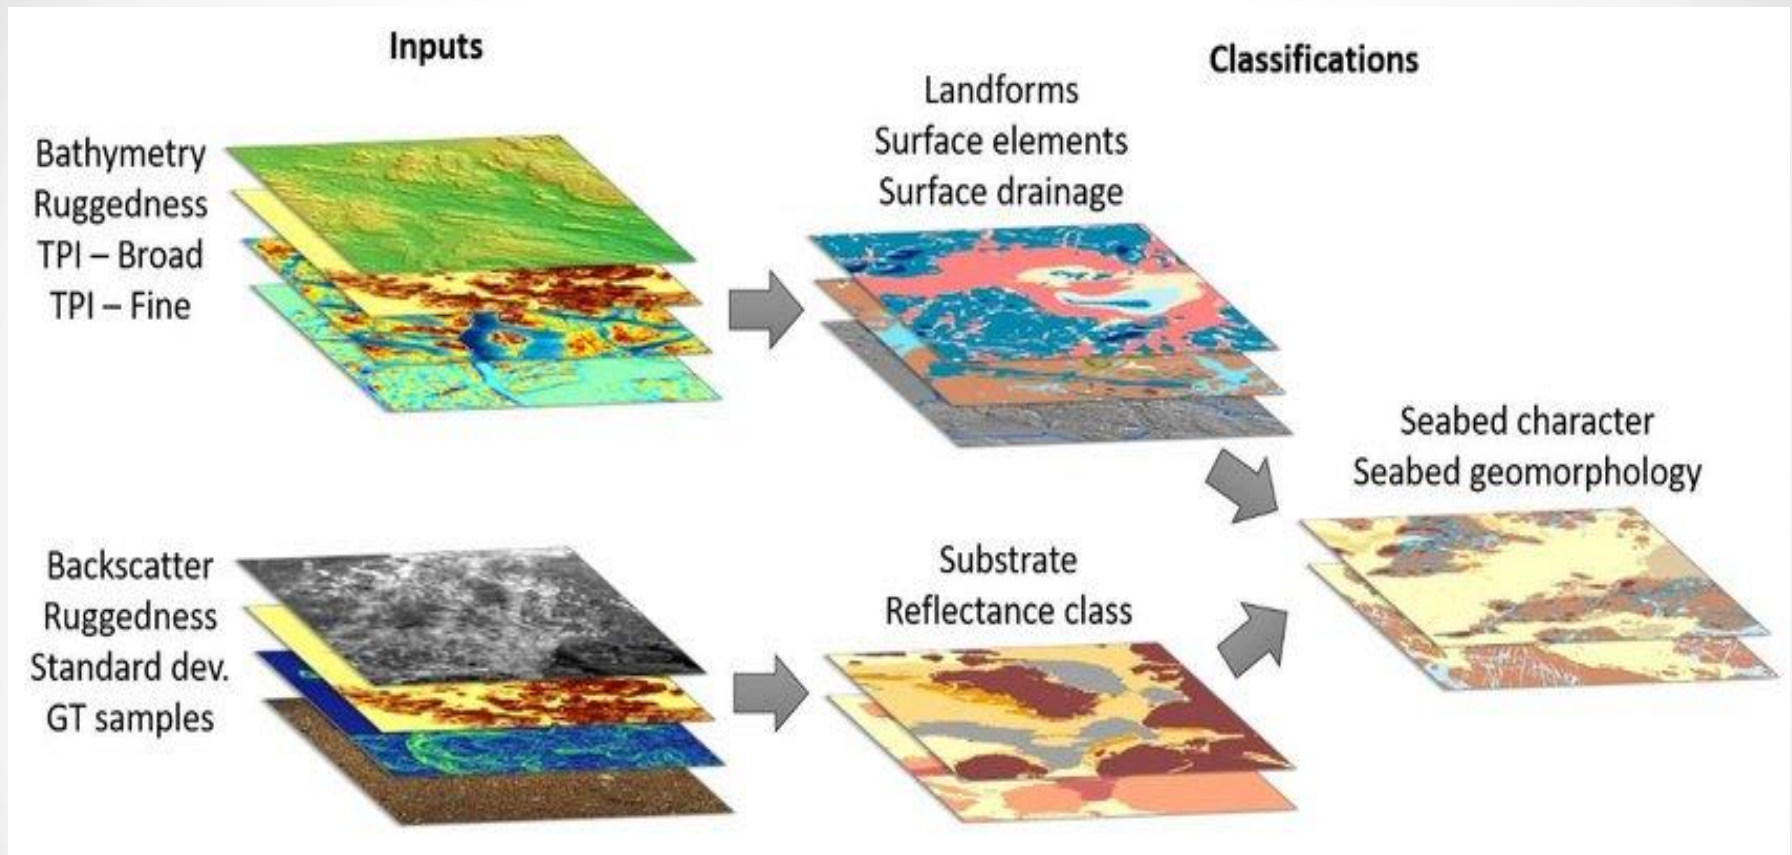 Inputs
Classifications
Bathymetry
Ruggedness
TPI – Broad
TPI – Fine
Landforms
Surface elements
Surface drainage
Backscatter
Ruggedness
Standard dev.
GT samples
Substrate
Reflectance class
Seabed character
Seabed geomorphology